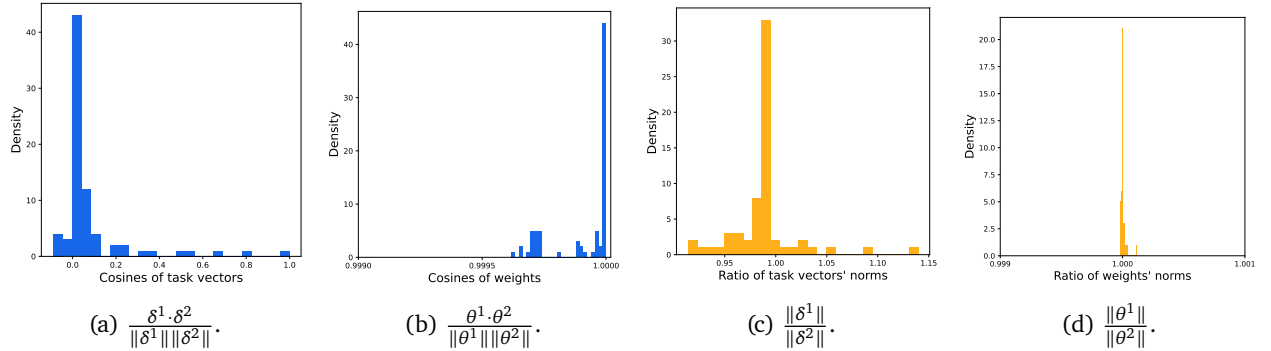 40
30
20
10
0
Density
0.0 0.2 0.4 0.6 0.8 1.0
Cosines of task vectors
(a) δ¹·δ² / ‖δ¹‖‖δ²‖.
40
30
20
10
0
Density
0.9990 0.9995 1.0000
Cosines of weights
(b) θ¹·θ² / ‖θ¹‖‖θ²‖.
35
30
25
20
15
10
5
0
Density
0.95 1.00 1.05 1.10 1.15
Ratio of task vectors' norms
(c) ‖δ¹‖ / ‖δ²‖.
20.0
17.5
15.0
12.5
10.0
7.5
5.0
2.5
0.0
Density
0.999 1.000 1.001
Ratio of weights' norms
(d) ‖θ¹‖ / ‖θ²‖.